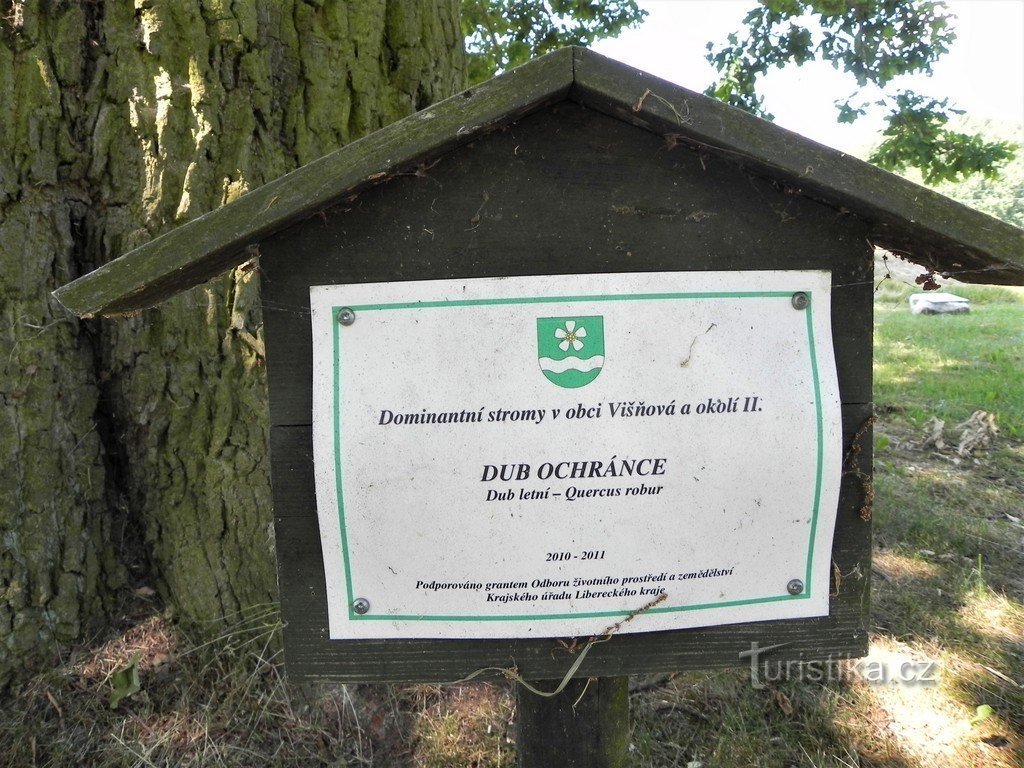 Dominantní stromy v obci Višňová a okolí II.
DUB OCHRÁNCE
Dub letní – Quercus robur
2010 - 2011
Podporováno grantem Odboru životního prostředí a zemědělství
Krajského úřadu Libereckého kraje
Turistika.cz